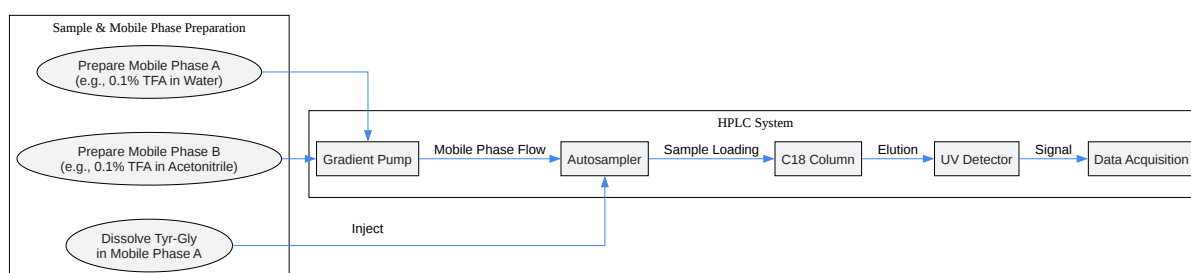 Sample & Mobile Phase Preparation
Prepare Mobile Phase A
(e.g., 0.1% TFA in Water)
Prepare Mobile Phase B
(e.g., 0.1% TFA in Acetonitrile)
Dissolve Tyr-Gly
in Mobile Phase A
Inject
HPLC System
Gradient Pump
Mobile Phase Flow
Autosampler
Sample Loading
C18 Column
Elution
UV Detector
Signal
Data Acquisition